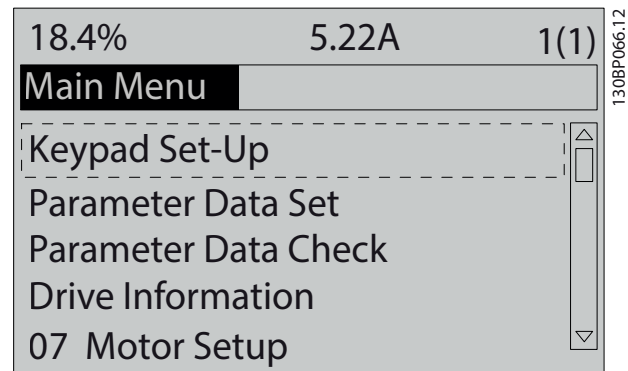 18.4% 5.22A 1(1)
Main Menu
Keypad Set-Up
Parameter Data Set
Parameter Data Check
Drive Information
07 Motor Setup
130BP066.12